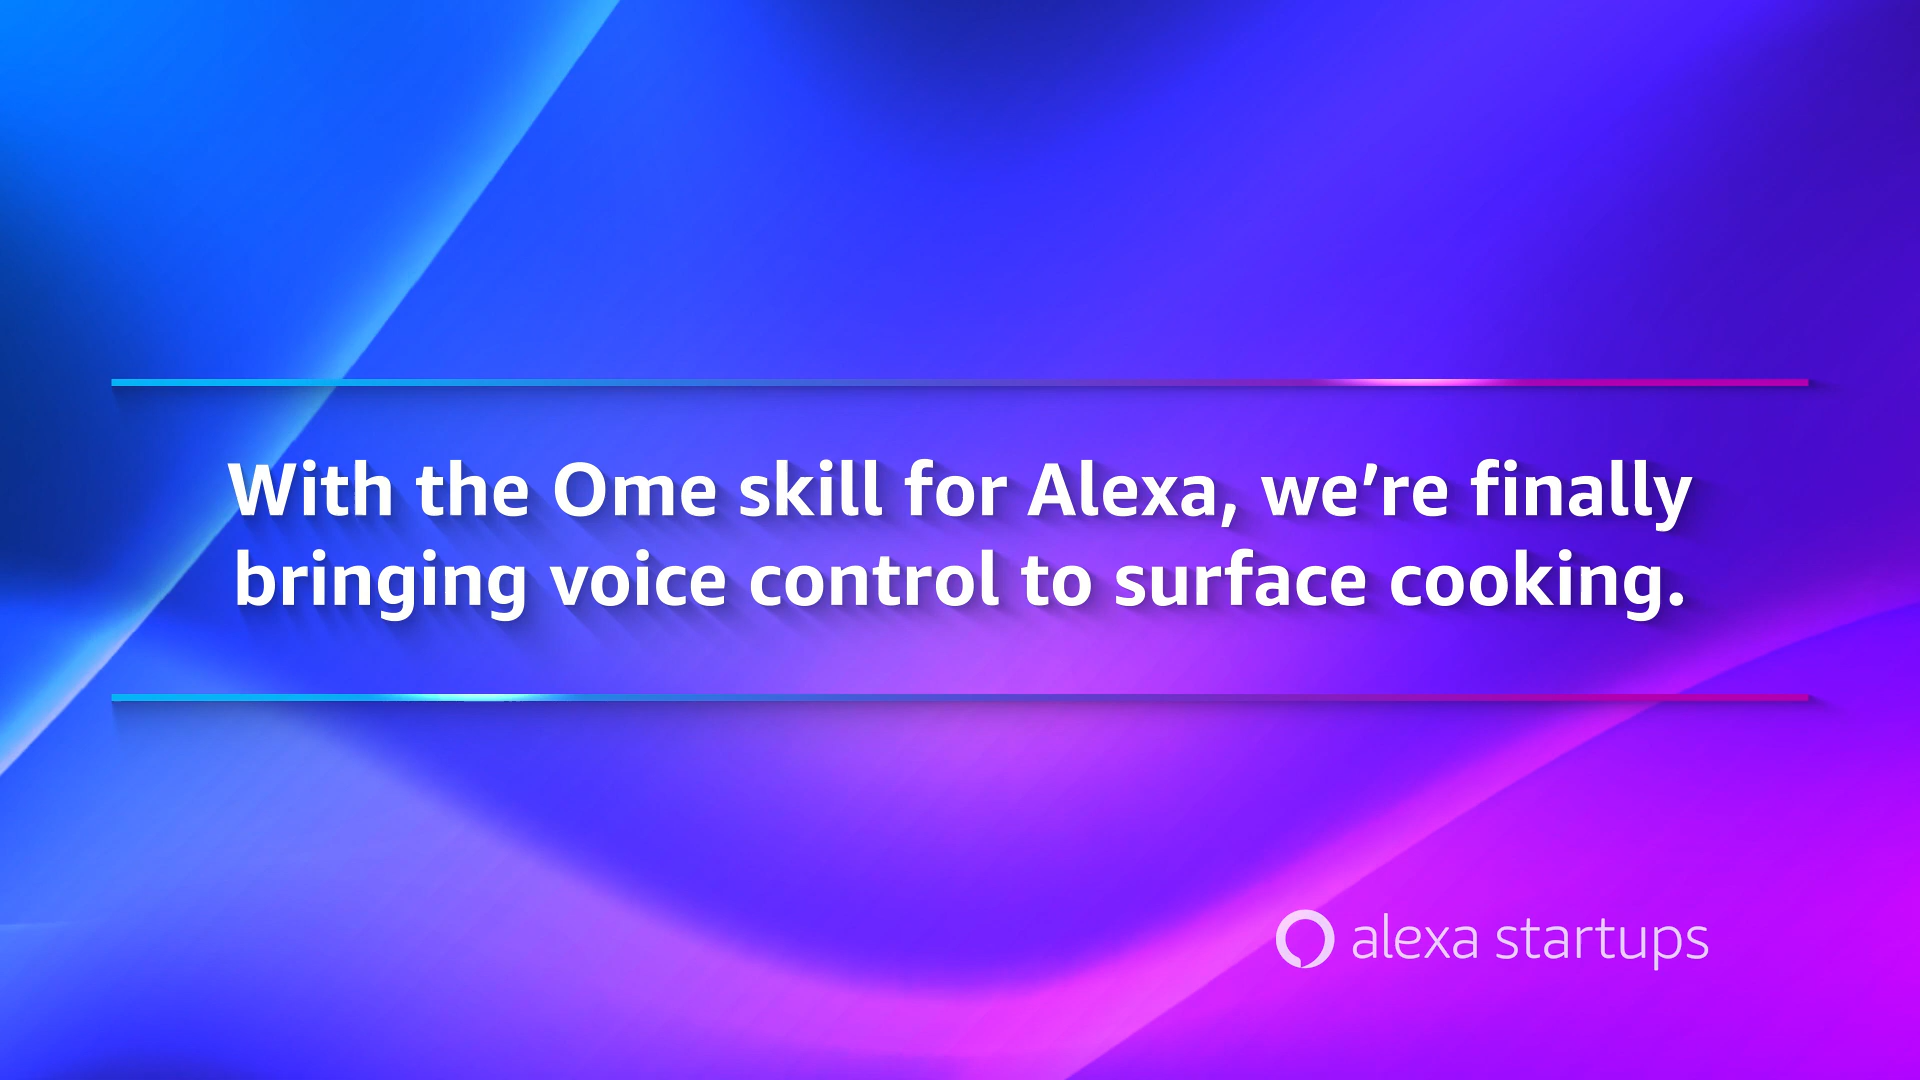 With the Ome skill for Alexa, we’re finally
bringing voice control to surface cooking.
alexa startups